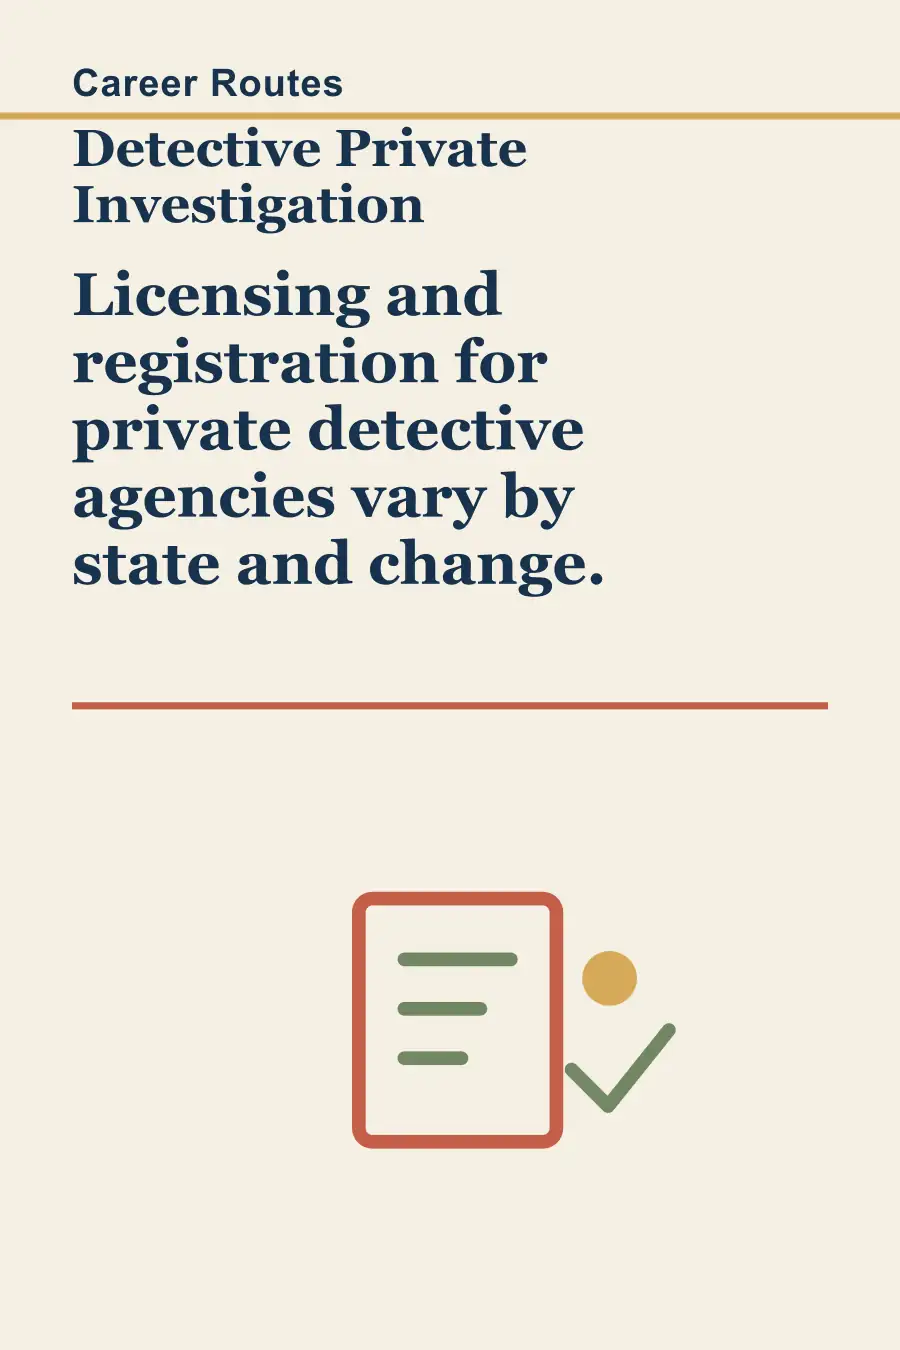 Career Routes
Detective Private
Investigation
Licensing and
registration for
private detective
agencies vary by
state and change.